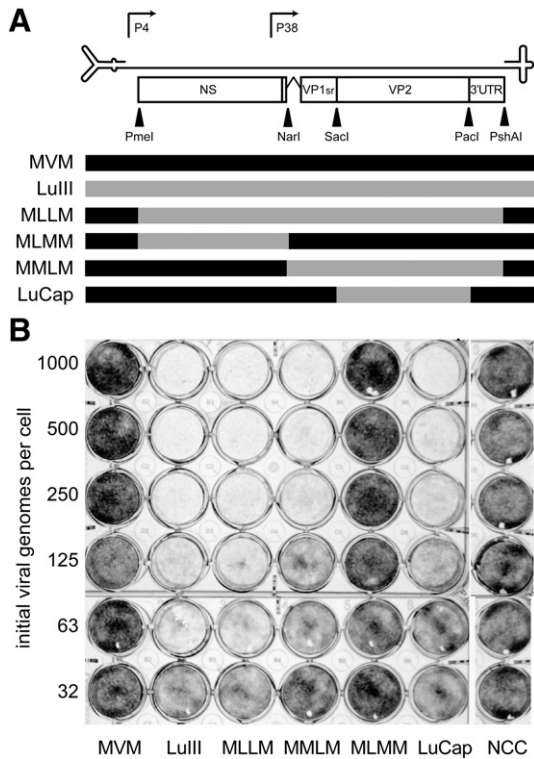 A
P4 P38
NS VP1sr VP2 3'UTR
PmeI NarI SacI PacI PshAI
MVM
LuIII
MLLM
MLMM
MMLM
LuCap
B
initial viral genomes per cell
1000
500
250
125
63
32
MVM LuIII MLLM MMLM MLMM LuCap NCC